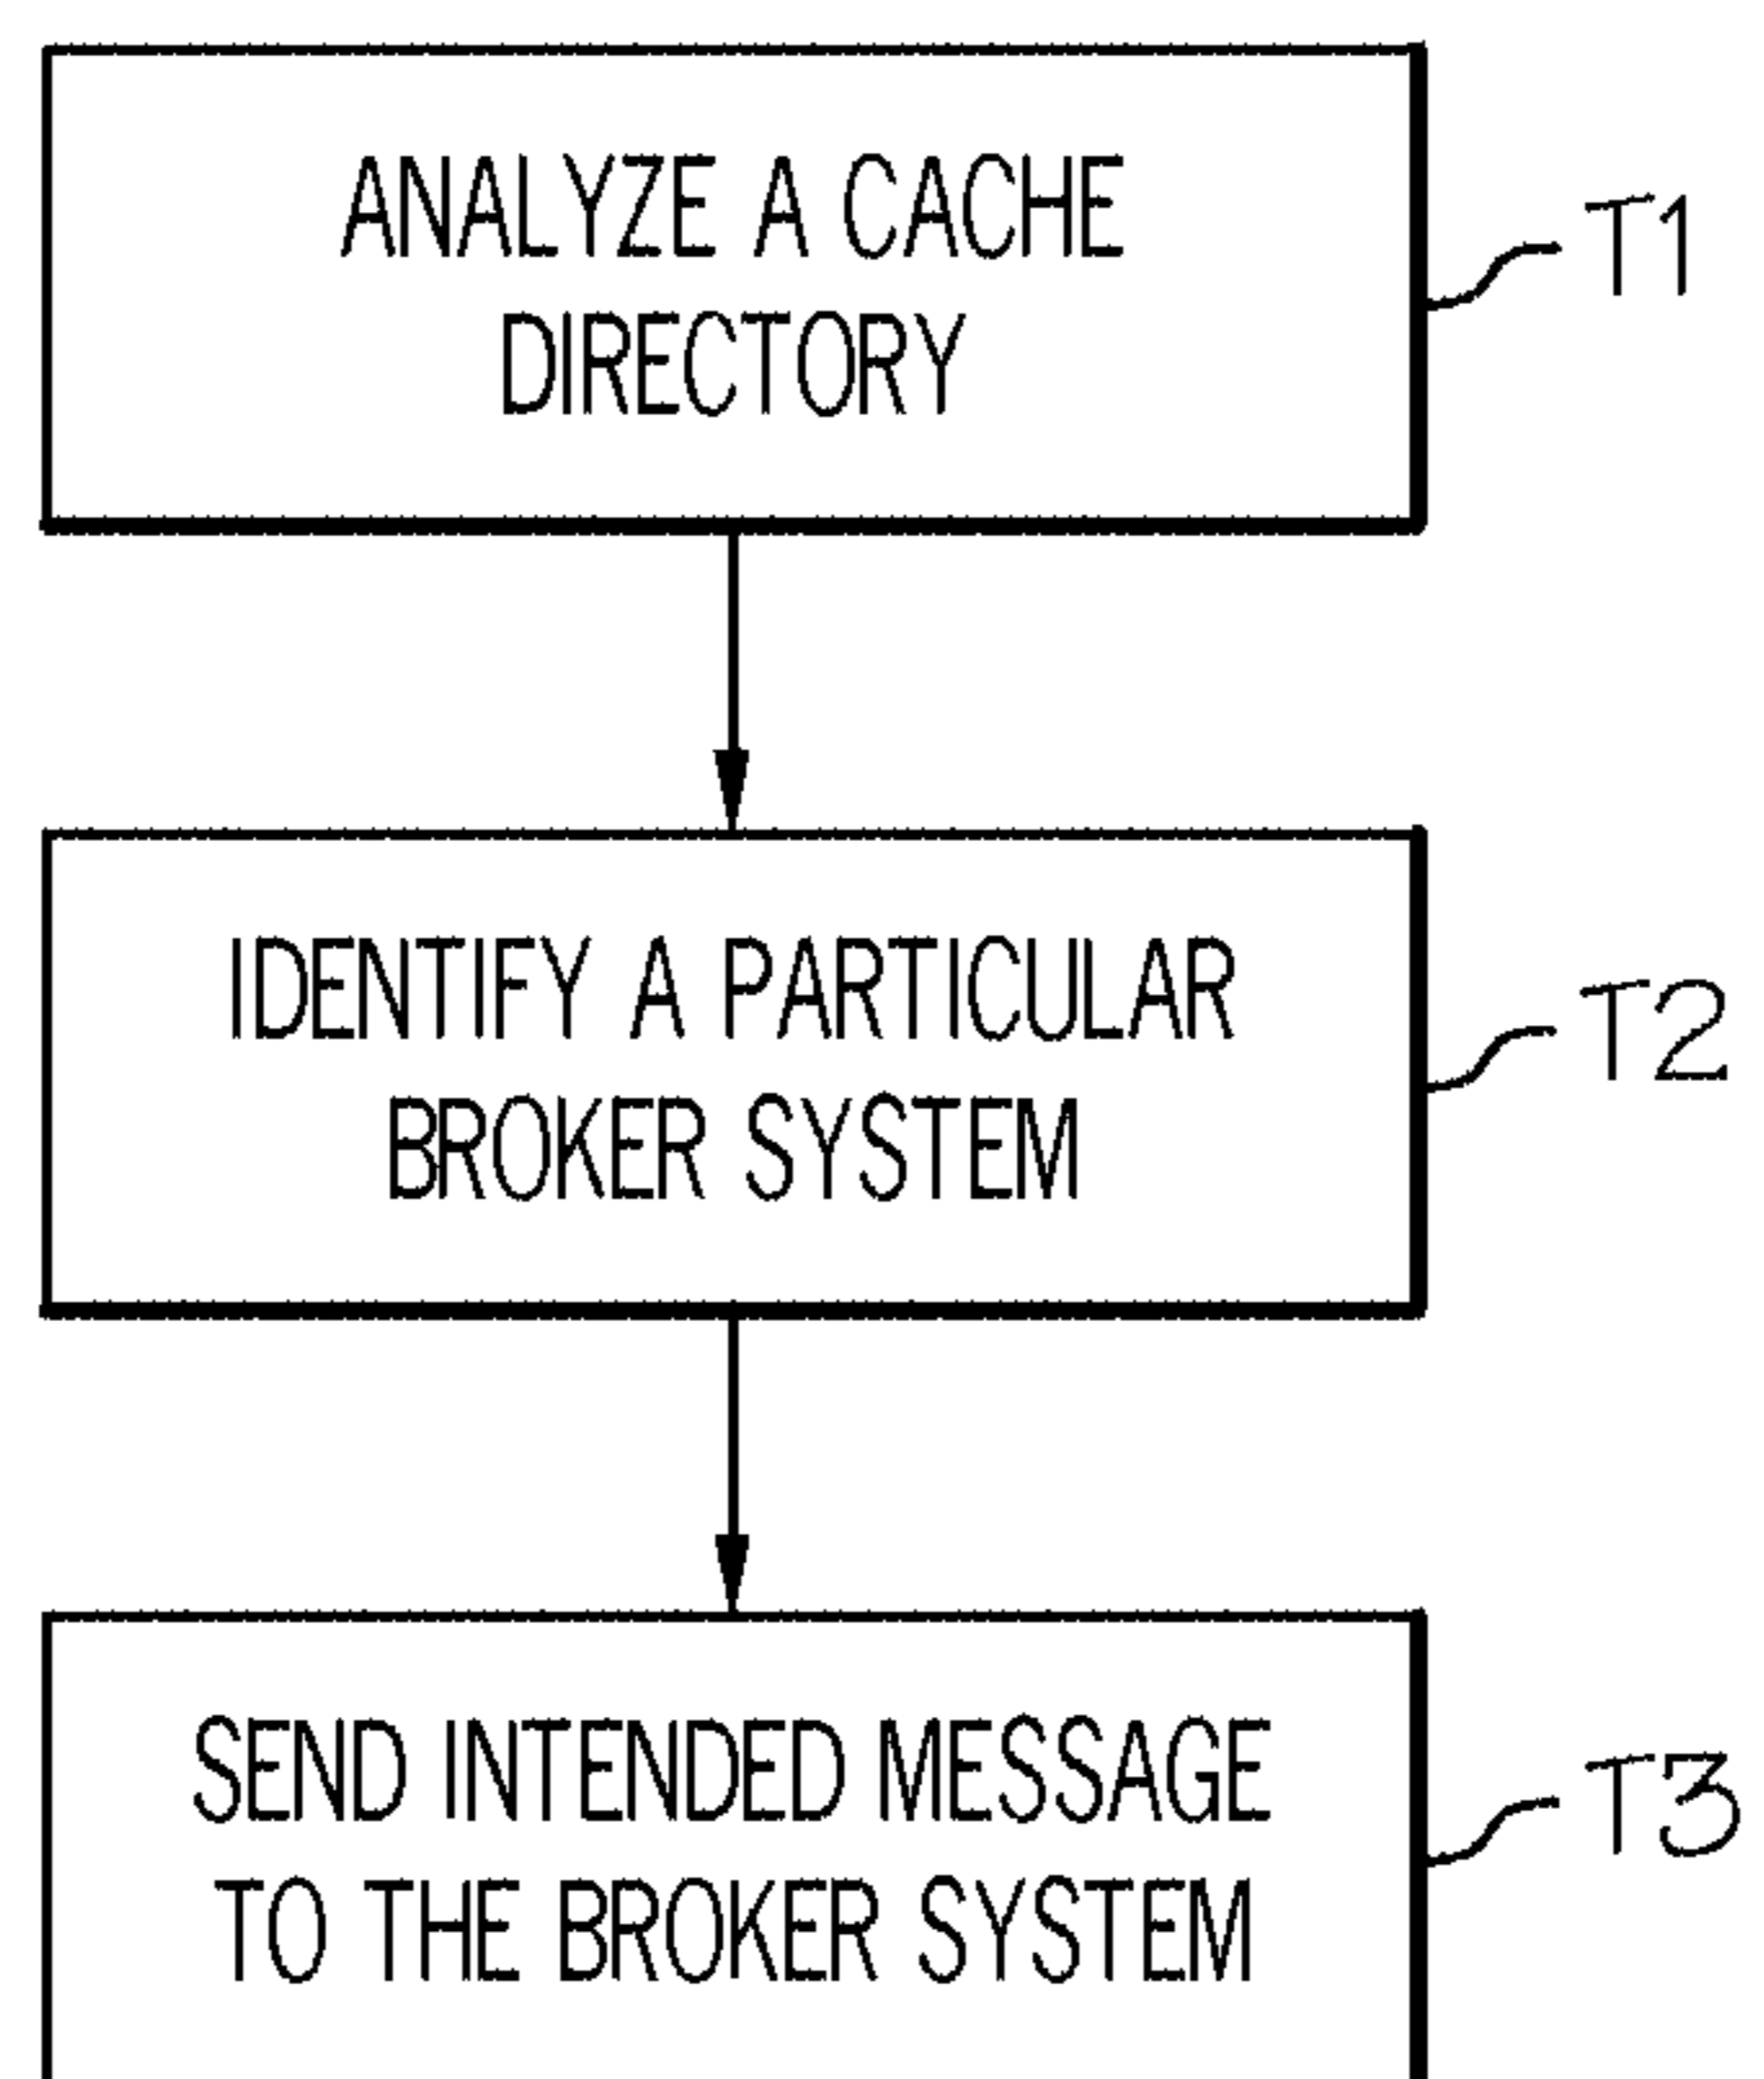 ANALYZE A CACHE
DIRECTORY
T1
IDENTIFY A PARTICULAR
BROKER SYSTEM
T2
SEND INTENDED MESSAGE
TO THE BROKER SYSTEM
T3